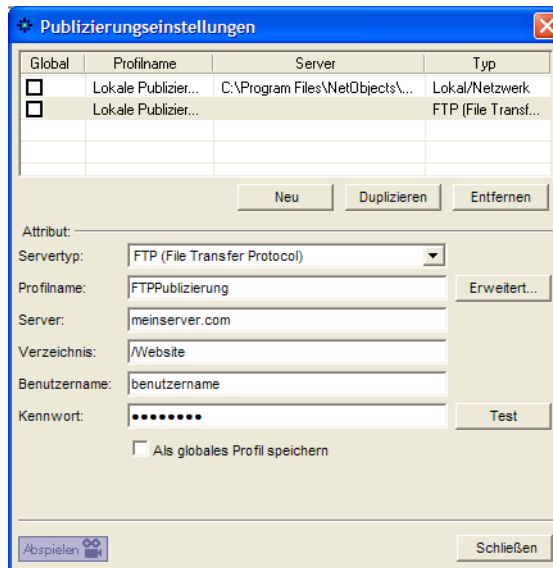 Publizierungseinstellungen
Global Profilname Server Typ
Lokale Publizier... C:\Program Files\NetObjects\... Lokal/Netzwerk
Lokale Publizier... FTP (File Transf...
Neu Duplizieren Entfernen
Attribut:
Servertyp: FTP (File Transfer Protocol)
Profilname: FTPPublizierung Erweitert...
Server: meinserver.com
Verzeichnis: /Website
Benutzername: benutzername
Kennwort: •••••••• Test
Als globales Profil speichern
Abspielen Schließen